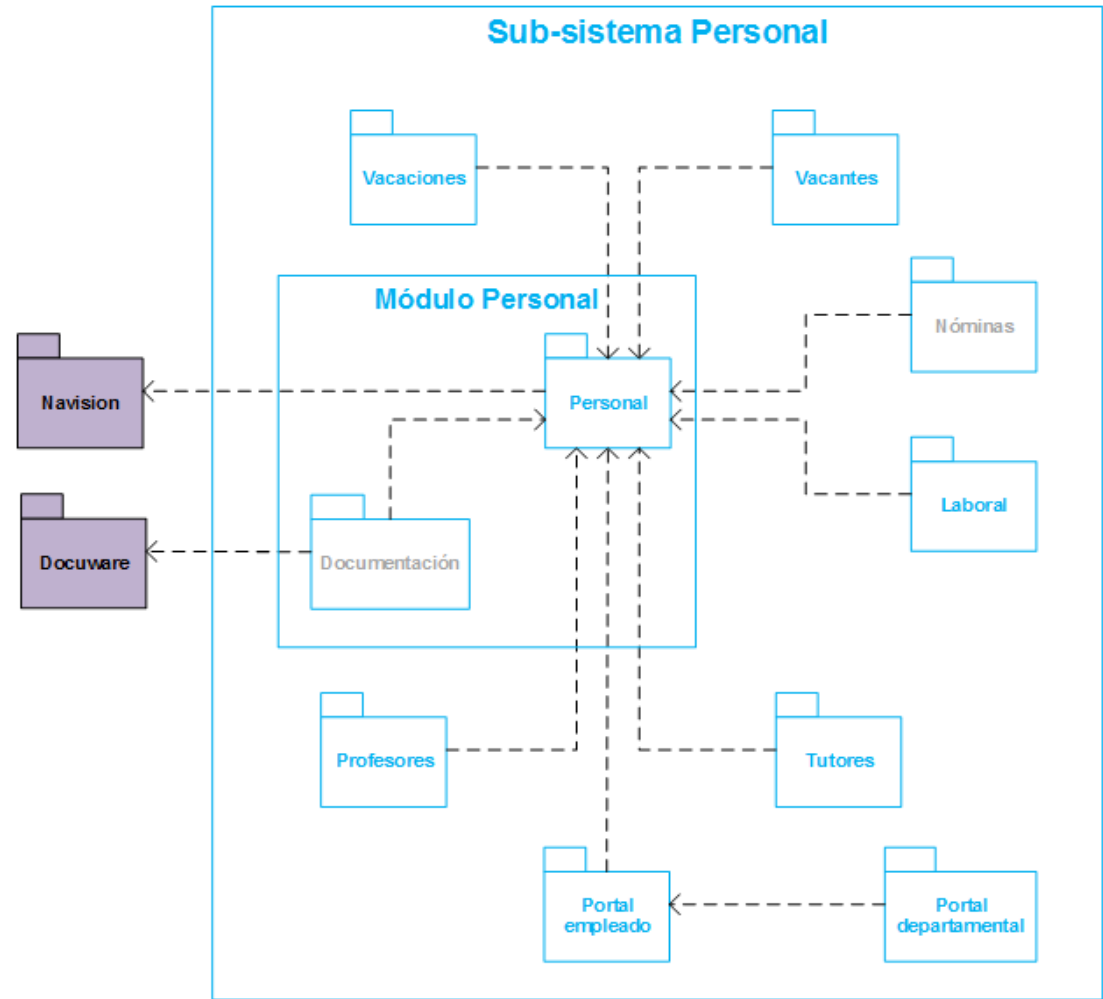 Sub-sistema Personal
Vacaciones
Vacantes
Módulo Personal
Nóminas
Navision
Personal
Laboral
Docuware
Documentación
Profesores
Tutores
Portal
empleado
Portal
departamental